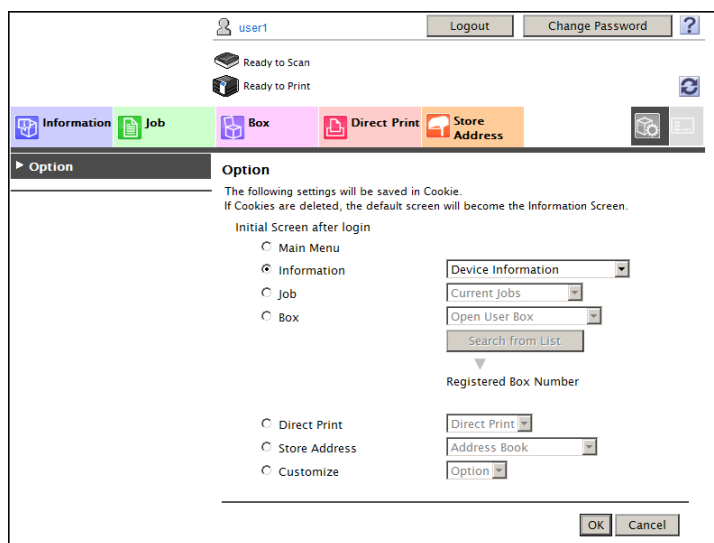 user1
Logout
Change Password
?
Ready to Scan
Ready to Print
Information
Job
Box
Direct Print
Store
Address
Option
Option
The following settings will be saved in Cookie.
If Cookies are deleted, the default screen will become the Information Screen.
Initial Screen after login
Main Menu
Information Device Information
Job Current Jobs
Box Open User Box
Search from List
Registered Box Number
Direct Print Direct Print
Store Address Address Book
Customize Option
OK Cancel